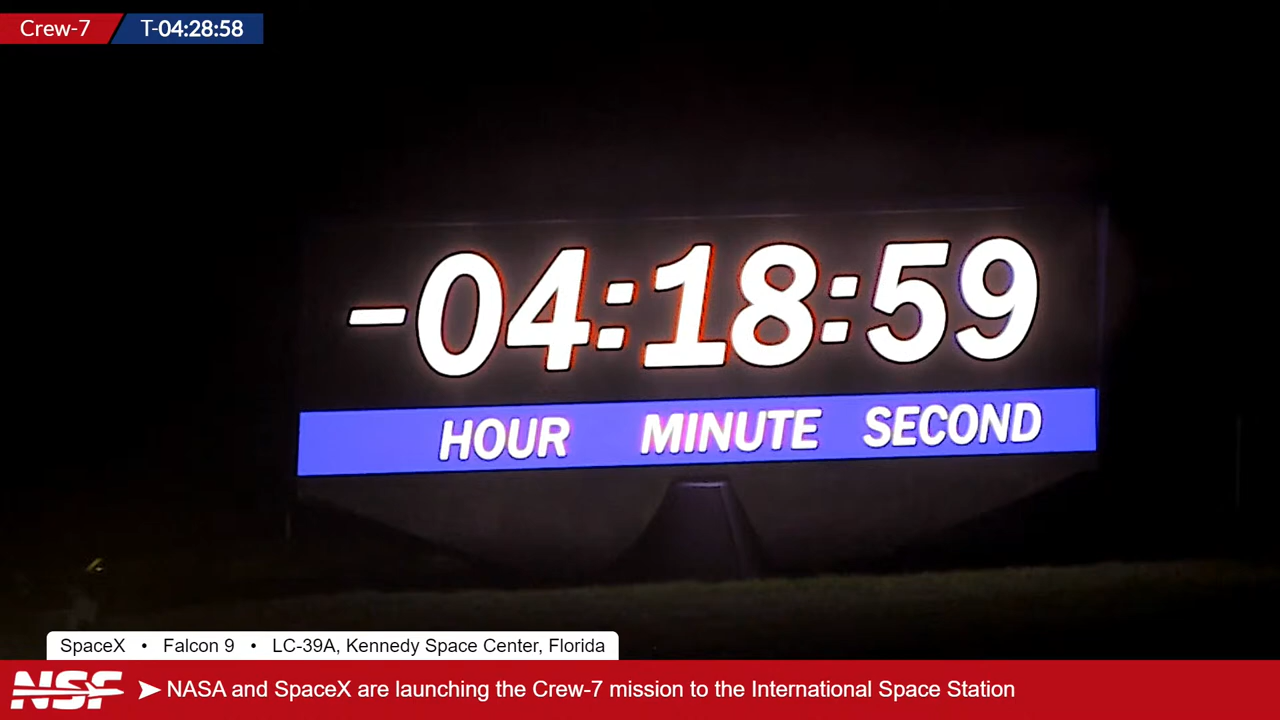 Crew-7 T-04:28:58
-04:18:59
HOUR MINUTE SECOND
SpaceX • Falcon 9 • LC-39A, Kennedy Space Center, Florida
NSF NASA and SpaceX are launching the Crew-7 mission to the International Space Station